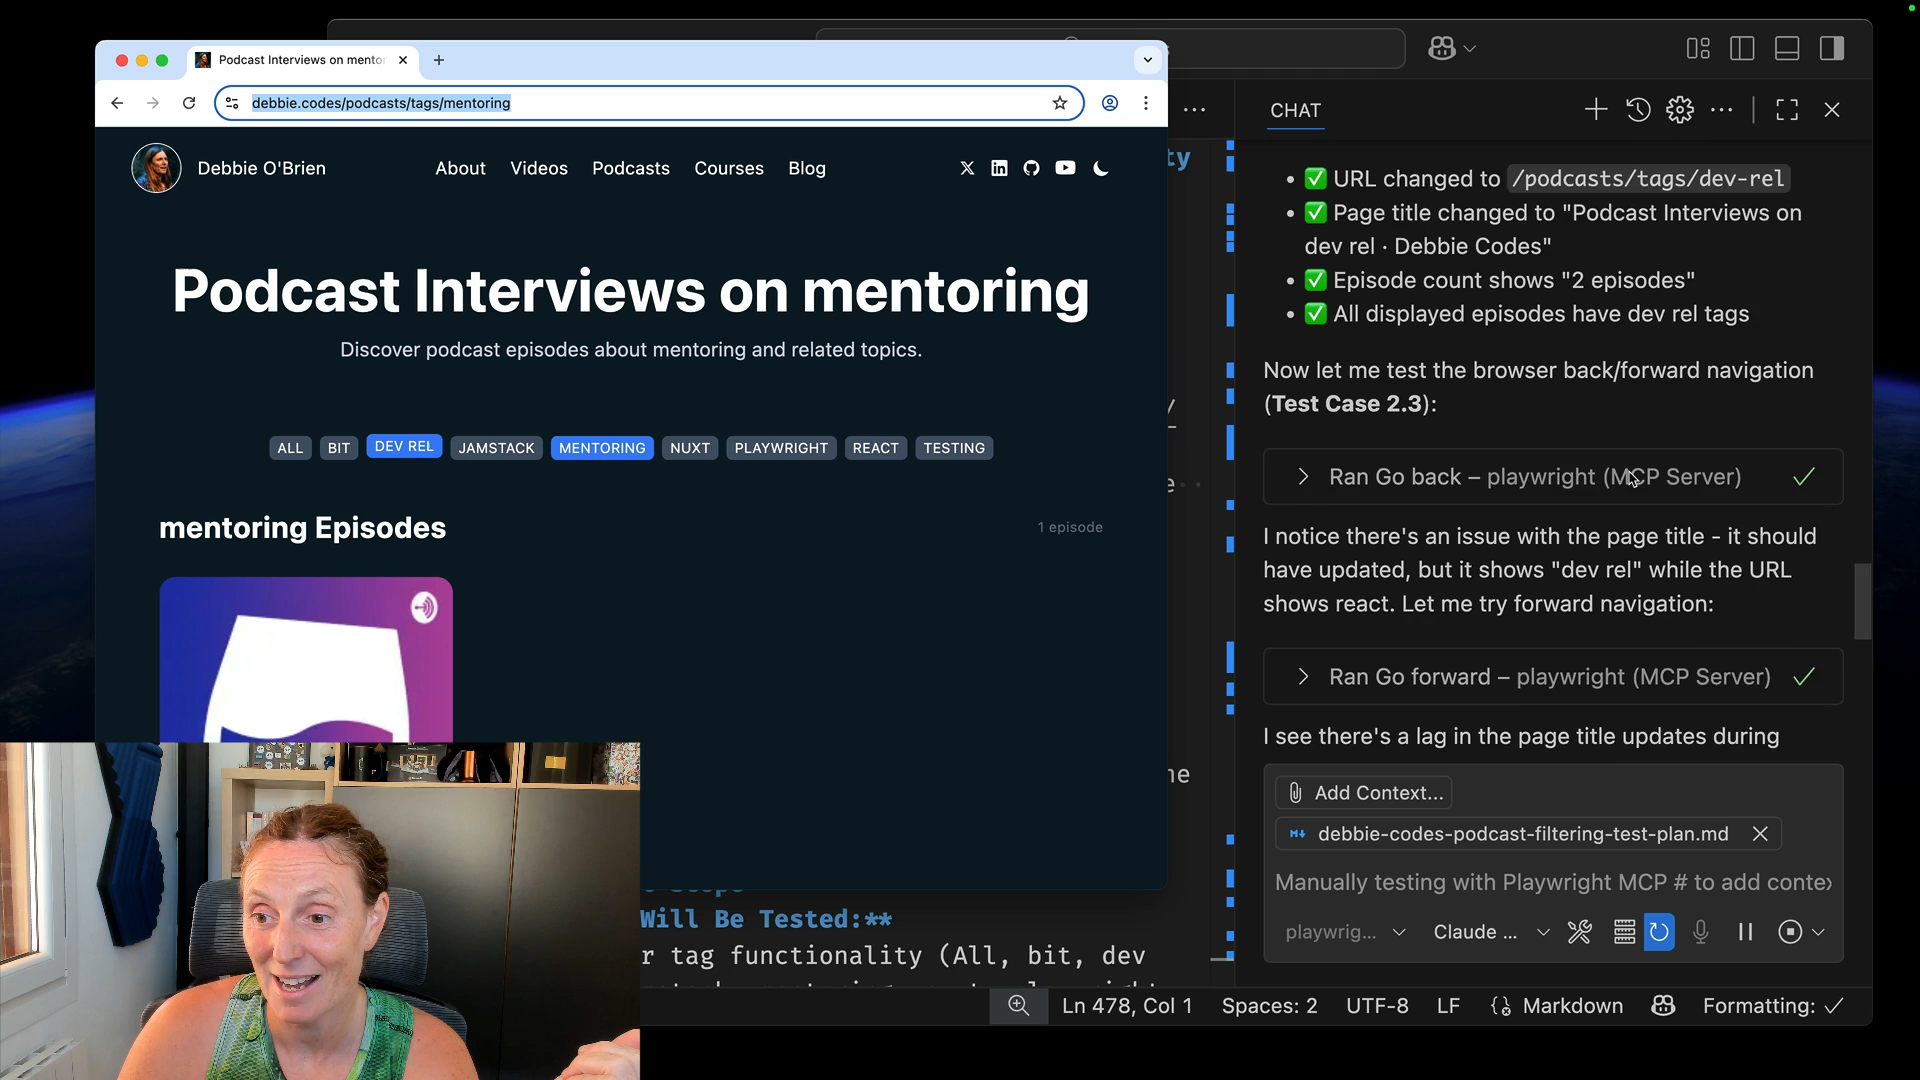 Podcast Interviews on mento
debbie.codes/podcasts/tags/mentoring
Debbie O'Brien
About
Videos
Podcasts
Courses
Blog
Podcast Interviews on mentoring
Discover podcast episodes about mentoring and related topics.
ALL
BIT
DEV REL
JAMSTACK
MENTORING
NUXT
PLAYWRIGHT
REACT
TESTING
mentoring Episodes
1 episode
ty
he
Will Be Tested:**
r tag functionality (All, bit, dev
CHAT
• ✅ URL changed to /podcasts/tags/dev-rel
• ✅ Page title changed to "Podcast Interviews on
dev rel · Debbie Codes"
• ✅ Episode count shows "2 episodes"
• ✅ All displayed episodes have dev rel tags
Now let me test the browser back/forward navigation
(Test Case 2.3):
Ran Go back – playwright (MCP Server)
I notice there's an issue with the page title - it should
have updated, but it shows "dev rel" while the URL
shows react. Let me try forward navigation:
Ran Go forward – playwright (MCP Server)
I see there's a lag in the page title updates during
Add Context...
debbie-codes-podcast-filtering-test-plan.md
Manually testing with Playwright MCP # to add contex
playwrig...
Claude ...
Ln 478, Col 1
Spaces: 2
UTF-8
LF
{} Markdown
Formatting: ✓